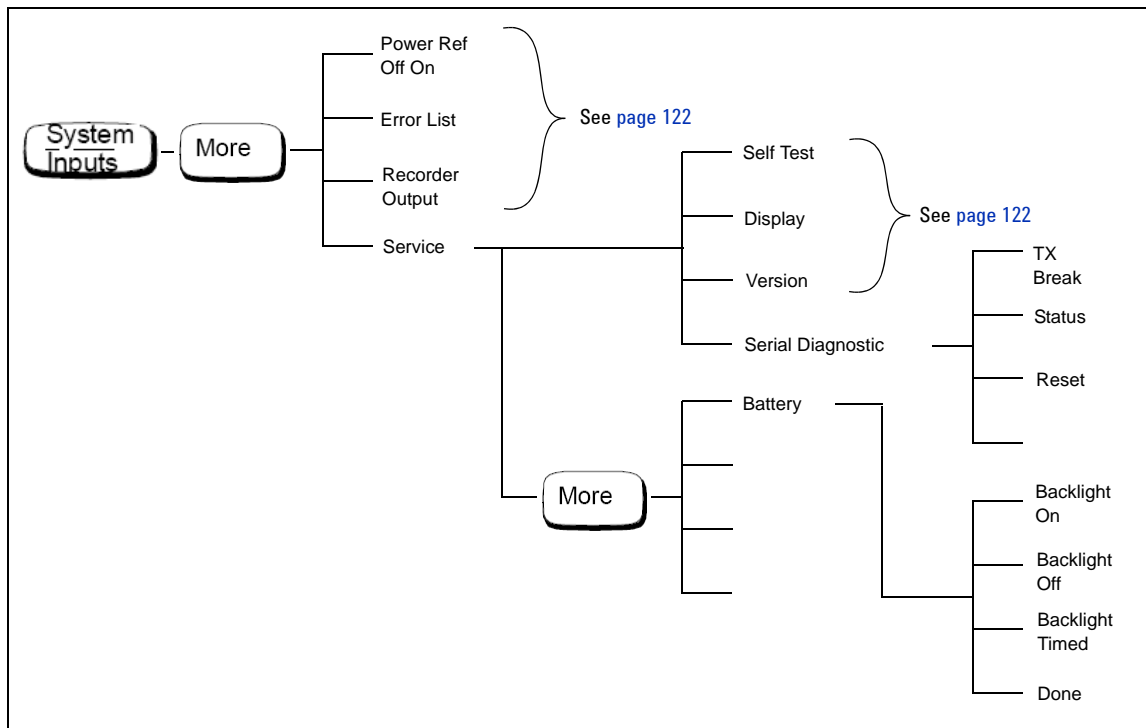 System
Inputs
More
Power Ref
Off On
Error List
Recorder
Output
Service
See page 122
Self Test
Display
Version
Serial Diagnostic
See page 122
TX
Break
Status
Reset
More
Battery
Backlight
On
Backlight
Off
Backlight
Timed
Done